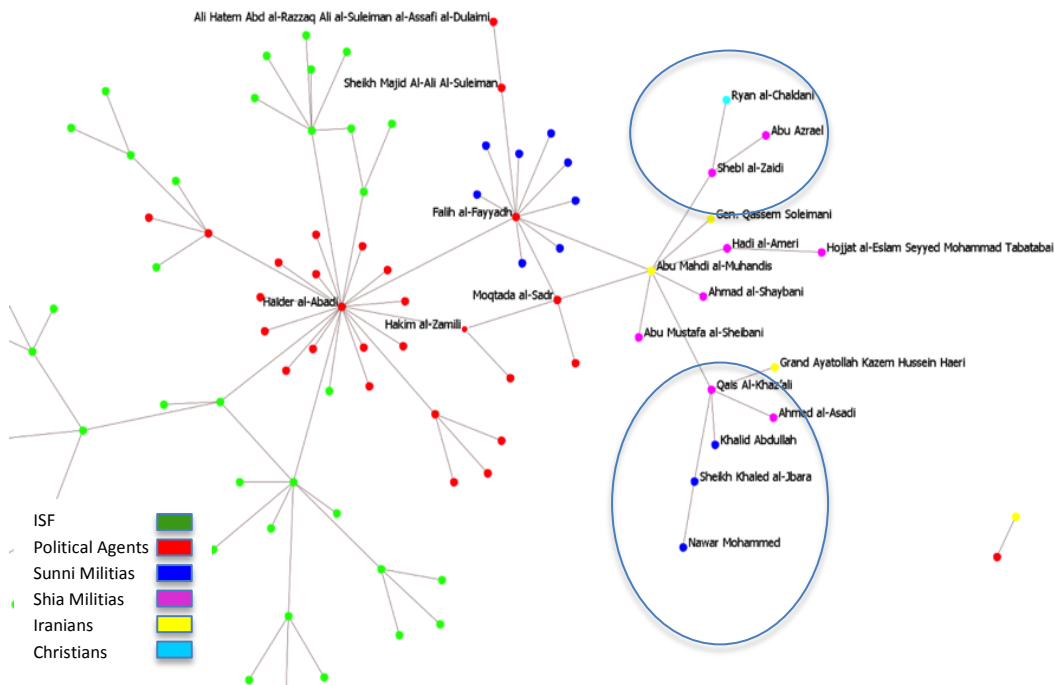 Ali Hatem Abd al-Razzaq Ali al-Suleiman al-Assafi al-Dulaimi
Sheikh Majid Al-Ali Al-Suleiman
Ryan al-Chaldani
Abu Azrael
Shebl al-Zaidi
Falih al-Fayyadh
Gen. Qassem Soleimani
Hadi al-Ameri
Hojjat al-Eslam Seyyed Mohammad Tabatabai
Abu Mahdi al-Muhandis
Ahmad al-Shaybani
Moqtada al-Sadr
Haider al-Abadi
Hakim al-Zamili
Abu Mustafa al-Sheibani
Grand Ayatollah Kazem Hussein Haeri
Qais Al-Khaz'ali
Ahmed al-Asadi
Khalid Abdullah
Sheikh Khaled al-Jbara
Nawar Mohammed
ISF
Political Agents
Sunni Militias
Shia Militias
Iranians
Christians